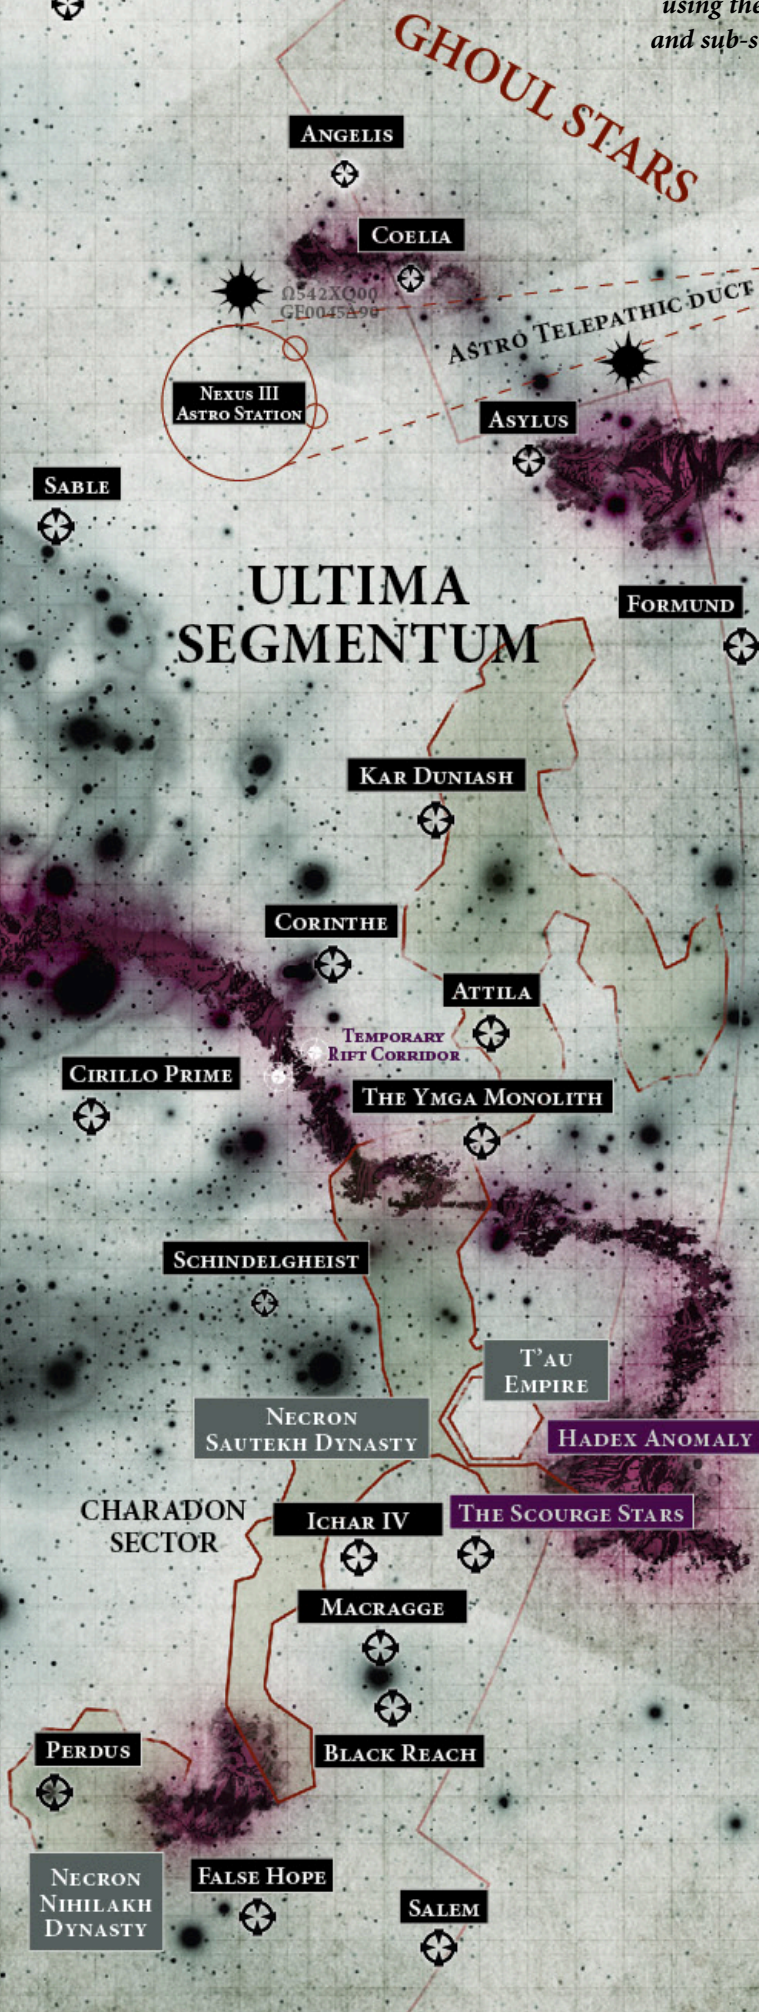 using the
and sub-s
GHOUL STARS
ANGELIS
COELIA
Ω542XQ00
GF0045A90
ASTRO TELEPATHIC DUCT
NEXUS III
ASTRO STATION
ASYLUS
SABLE
ULTIMA
SEGMENTUM
FORMUND
KAR DUNIASH
CORINTHE
ATTILA
TEMPORARY
RIFT CORRIDOR
CIRILLO PRIME
THE YMGA MONOLITH
SCHINDELGHEIST
T'AU
EMPIRE
NECRON
SAUTEKH DYNASTY
HADEX ANOMALY
CHARADON
SECTOR
ICHAR IV
THE SCOURGE STARS
MACRAGGE
BLACK REACH
PERDUS
NECRON
NIHILAKH
DYNASTY
FALSE HOPE
SALEM